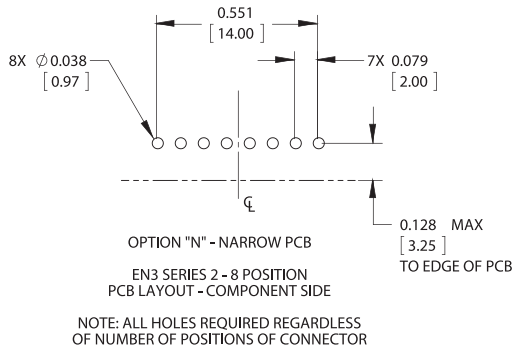 0.551
[14.00]
8X Ø 0.038
[0.97]
7X 0.079
[2.00]
℄
0.128 MAX
[3.25]
TO EDGE OF PCB
OPTION "N" - NARROW PCB
EN3 SERIES 2 - 8 POSITION
PCB LAYOUT - COMPONENT SIDE
NOTE: ALL HOLES REQUIRED REGARDLESS
OF NUMBER OF POSITIONS OF CONNECTOR